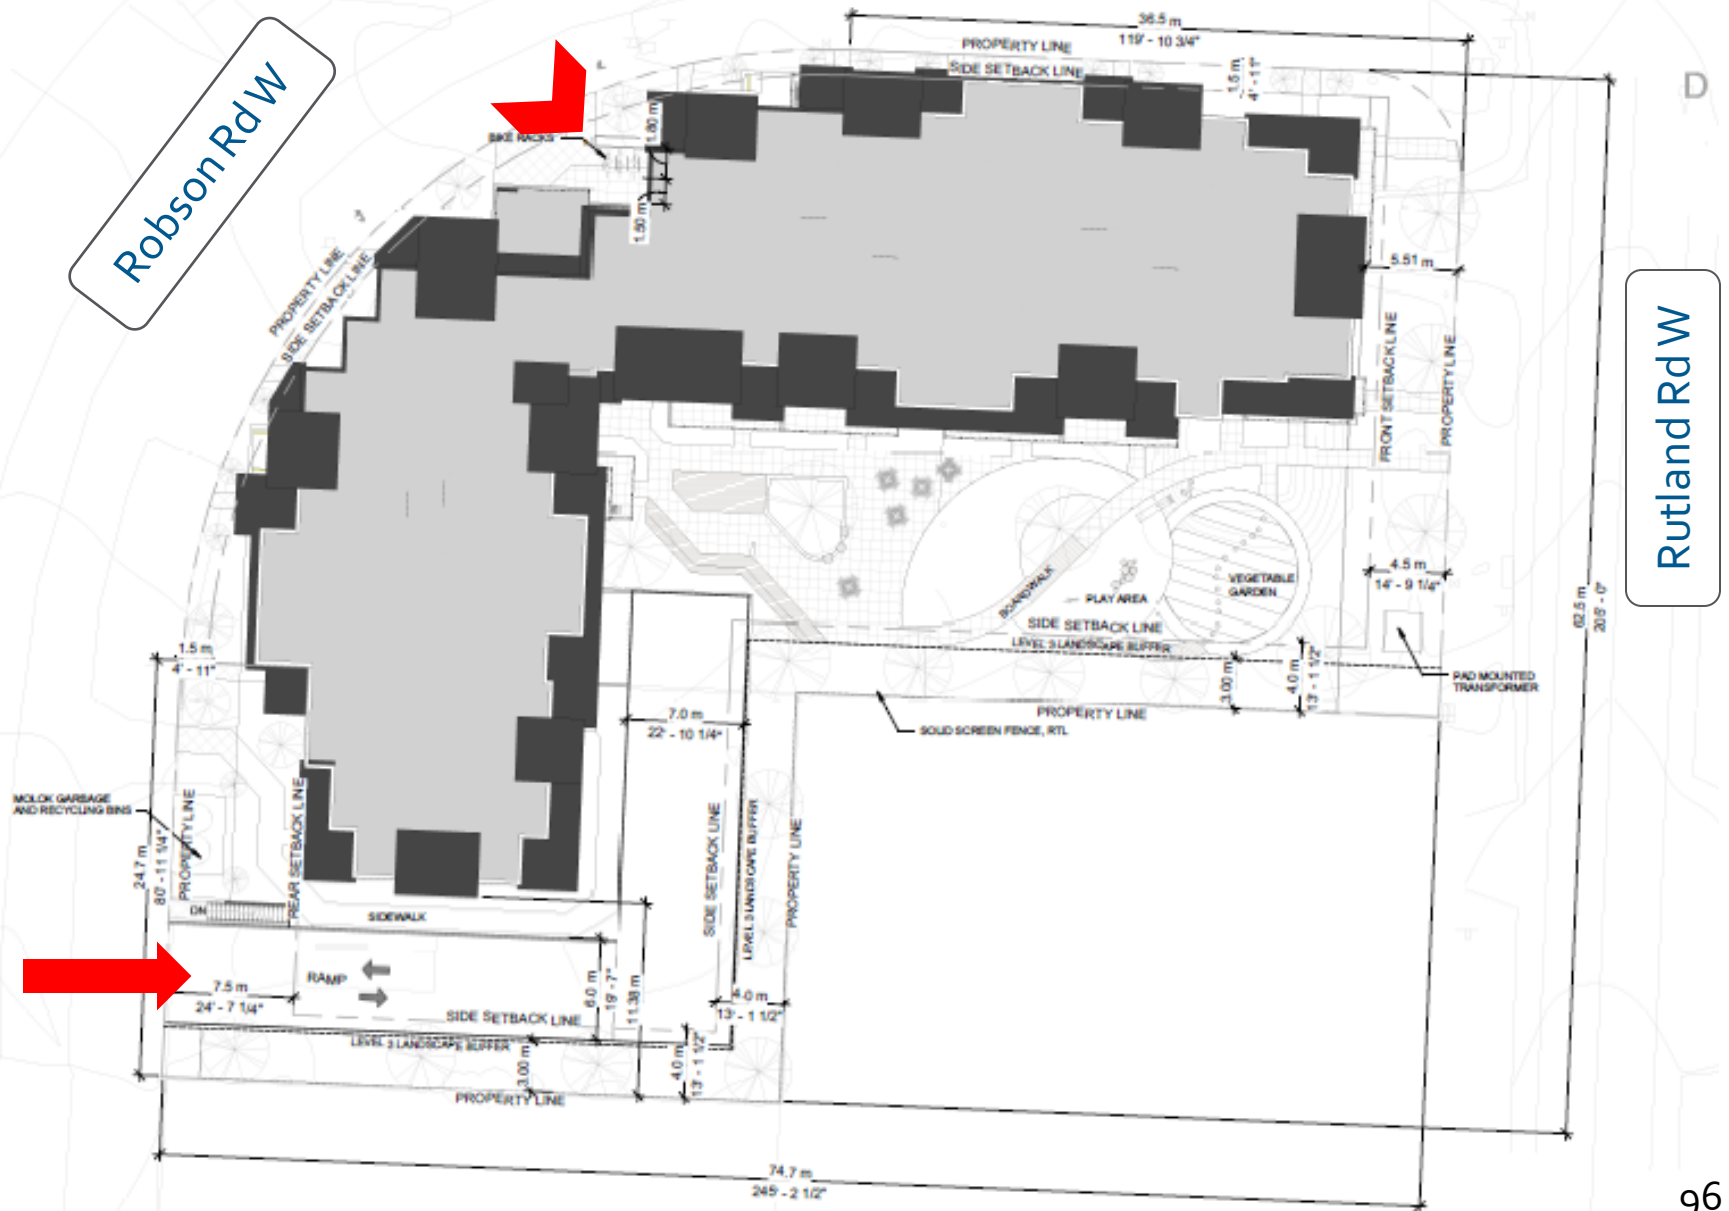 36.5 m
119' - 10 3/4"
PROPERTY LINE
SIDE SETBACK LINE
1.5 m
4' - 11"
D
Robson Rd W
BIKE RACKS
1.80 m
1.50 m
PROPERTY LINE
SIDE SETBACK LINE
5.51 m
FRONT SETBACK LINE
PROPERTY LINE
Rutland Rd W
4.5 m
14' - 9 1/4"
62.5 m
205' - 0"
BOARDWALK
PLAY AREA
VEGETABLE
GARDEN
SIDE SETBACK LINE
LEVEL 3 LANDSCAPE BUFFER
3.00 m
4.0 m
13' - 1 1/2"
PAD MOUNTED
TRANSFORMER
PROPERTY LINE
SOLID SCREEN FENCE, RTL
1.5 m
4' - 11"
7.0 m
22' - 10 1/4"
MOLOK GARBAGE
AND RECYCLING BINS
PROPERTY LINE
REAR SETBACK LINE
24.7 m
80' - 11 1/4"
SIDE SETBACK LINE
LEVEL 3 LANDSCAPE BUFFER
PROPERTY LINE
DN
SIDEWALK
RAMP
7.5 m
24' - 7 1/4"
6.0 m
19' - 7"
11.38 m
4.0 m
13' - 1 1/2"
SIDE SETBACK LINE
LEVEL 3 LANDSCAPE BUFFER
3.00 m
4.0 m
13' - 1 1/2"
PROPERTY LINE
74.7 m
245' - 2 1/2"
96